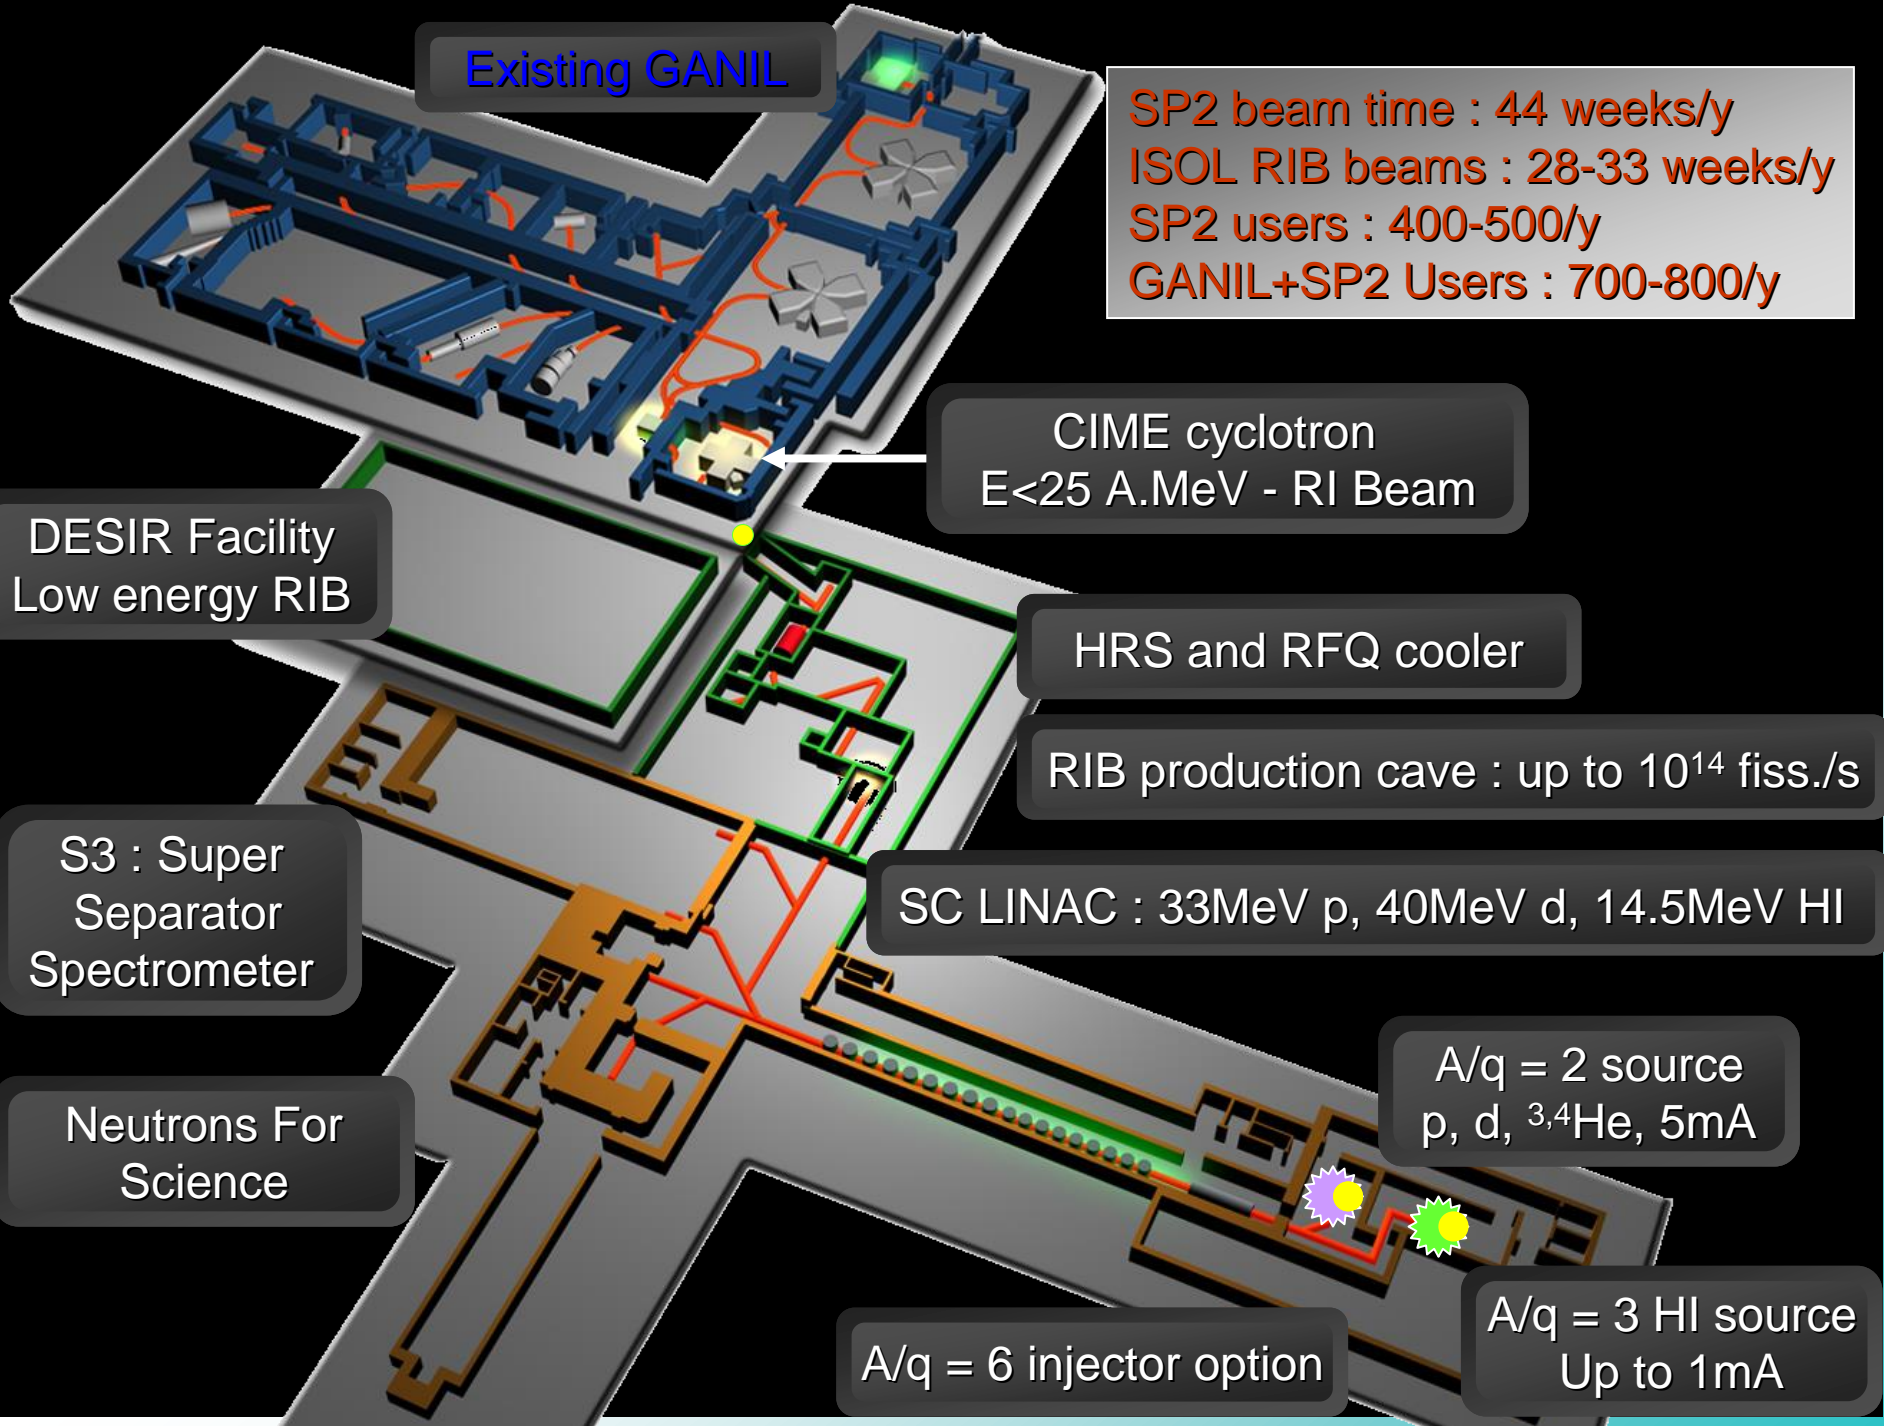 Existing GANIL
SP2 beam time : 44 weeks/y
ISOL RIB beams : 28-33 weeks/y
SP2 users : 400-500/y
GANIL+SP2 Users : 700-800/y
CIME cyclotron
E<25 A.MeV - RI Beam
DESIR Facility
Low energy RIB
HRS and RFQ cooler
RIB production cave : up to 10¹⁴ fiss./s
S3 : Super
Separator
Spectrometer
SC LINAC : 33MeV p, 40MeV d, 14.5MeV HI
A/q = 2 source
p, d, ³,⁴He, 5mA
Neutrons For
Science
A/q = 6 injector option
A/q = 3 HI source
Up to 1mA